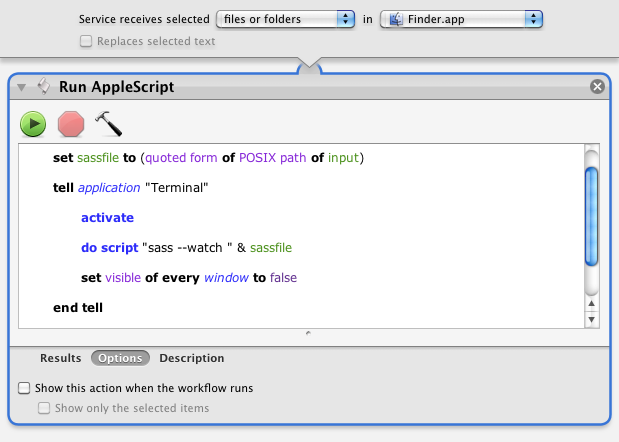 Service receives selected files or folders in Finder.app
Replaces selected text
Run AppleScript
set sassfile to (quoted form of POSIX path of input)
tell application "Terminal"
activate
do script "sass --watch " & sassfile
set visible of every window to false
end tell
Results Options Description
Show this action when the workflow runs
Show only the selected items